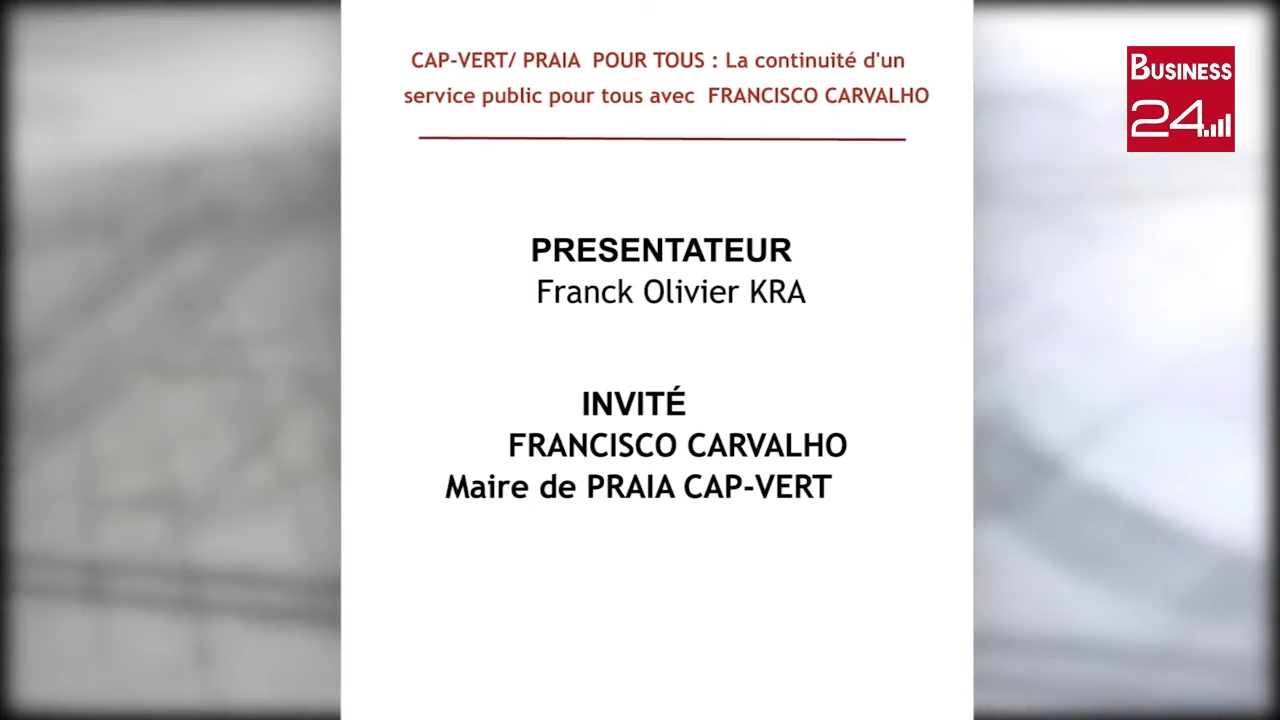 CAP-VERT/ PRAIA POUR TOUS : La continuité d'un
service public pour tous avec FRANCISCO CARVALHO
BUSINESS
24
PRESENTATEUR
Franck Olivier KRA
INVITÉ
FRANCISCO CARVALHO
Maire de PRAIA CAP-VERT